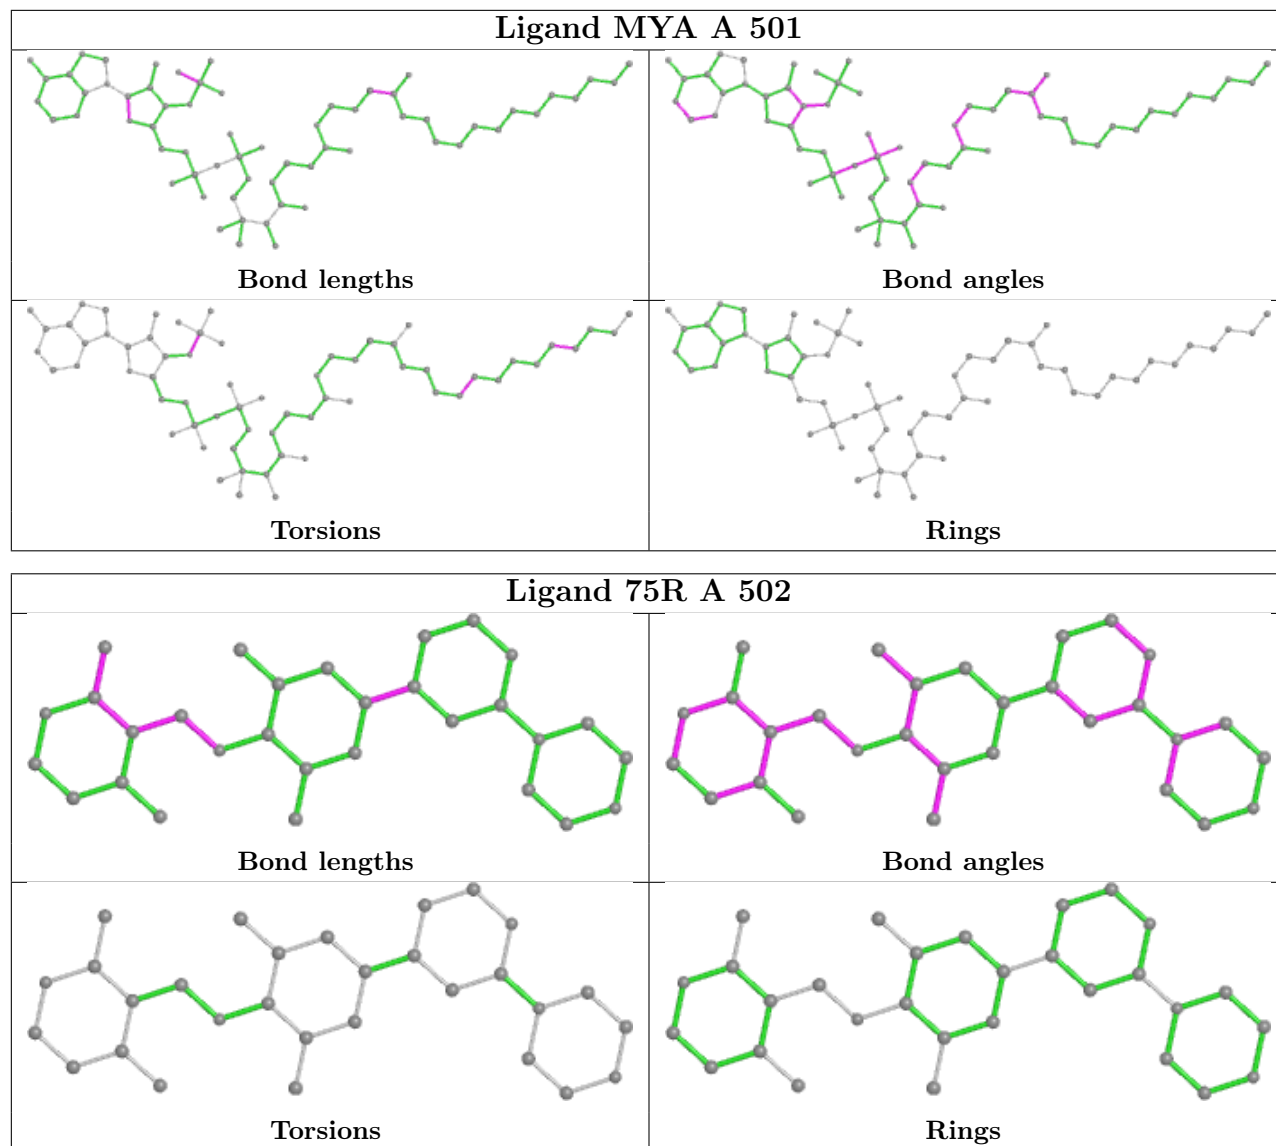 Ligand MYA A 501
Bond lengths
Bond angles
Torsions
Rings
Ligand 75R A 502
Bond lengths
Bond angles
Torsions
Rings